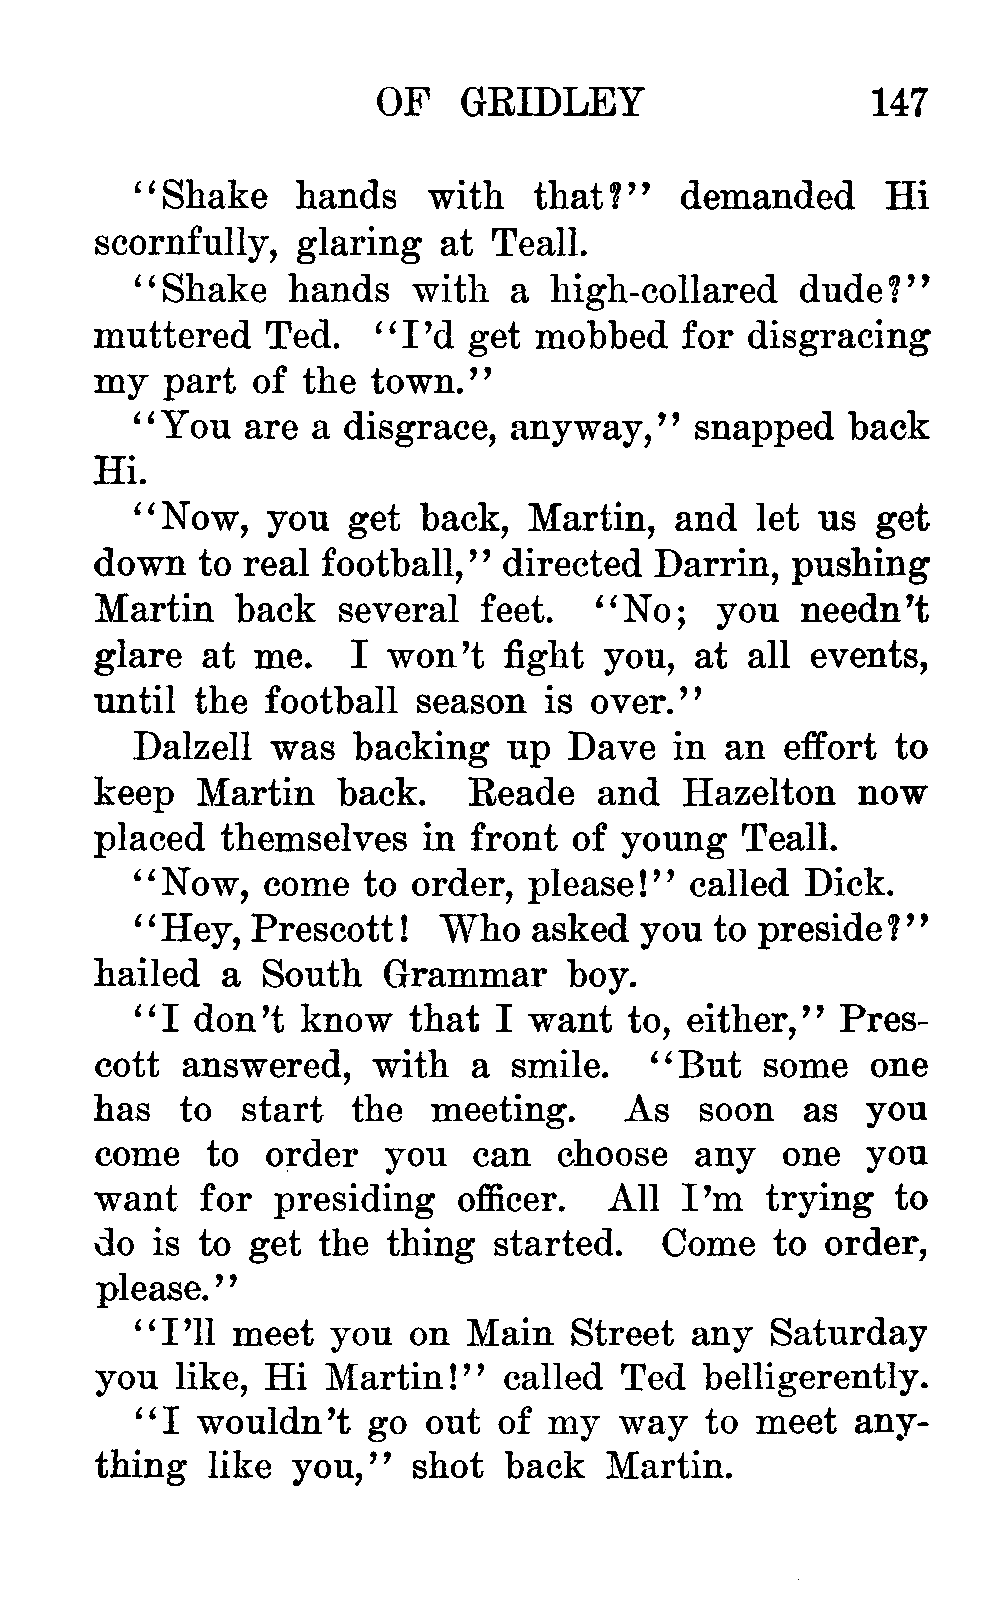 OF GRIDLEY 147
“Shake hands with that?” demanded Hi
scornfully, glaring at Teall.
“Shake hands with a high-collared dude?”
muttered Ted. “I’d get mobbed for disgracing
my part of the town.”
“You are a disgrace, anyway,” snapped back
Hi.
“Now, you get back, Martin, and let us get
down to real football,” directed Darrin, pushing
Martin back several feet. “No; you needn’t
glare at me. I won’t fight you, at all events,
until the football season is over.”
Dalzell was backing up Dave in an effort to
keep Martin back. Reade and Hazelton now
placed themselves in front of young Teall.
“Now, come to order, please!” called Dick.
“Hey, Prescott! Who asked you to preside?”
hailed a South Grammar boy.
“I don’t know that I want to, either,” Pres-
cott answered, with a smile. “But some one
has to start the meeting. As soon as you
come to order you can choose any one you
want for presiding officer. All I’m trying to
do is to get the thing started. Come to order,
please.”
“I’ll meet you on Main Street any Saturday
you like, Hi Martin!” called Ted belligerently.
“I wouldn’t go out of my way to meet any-
thing like you,” shot back Martin.